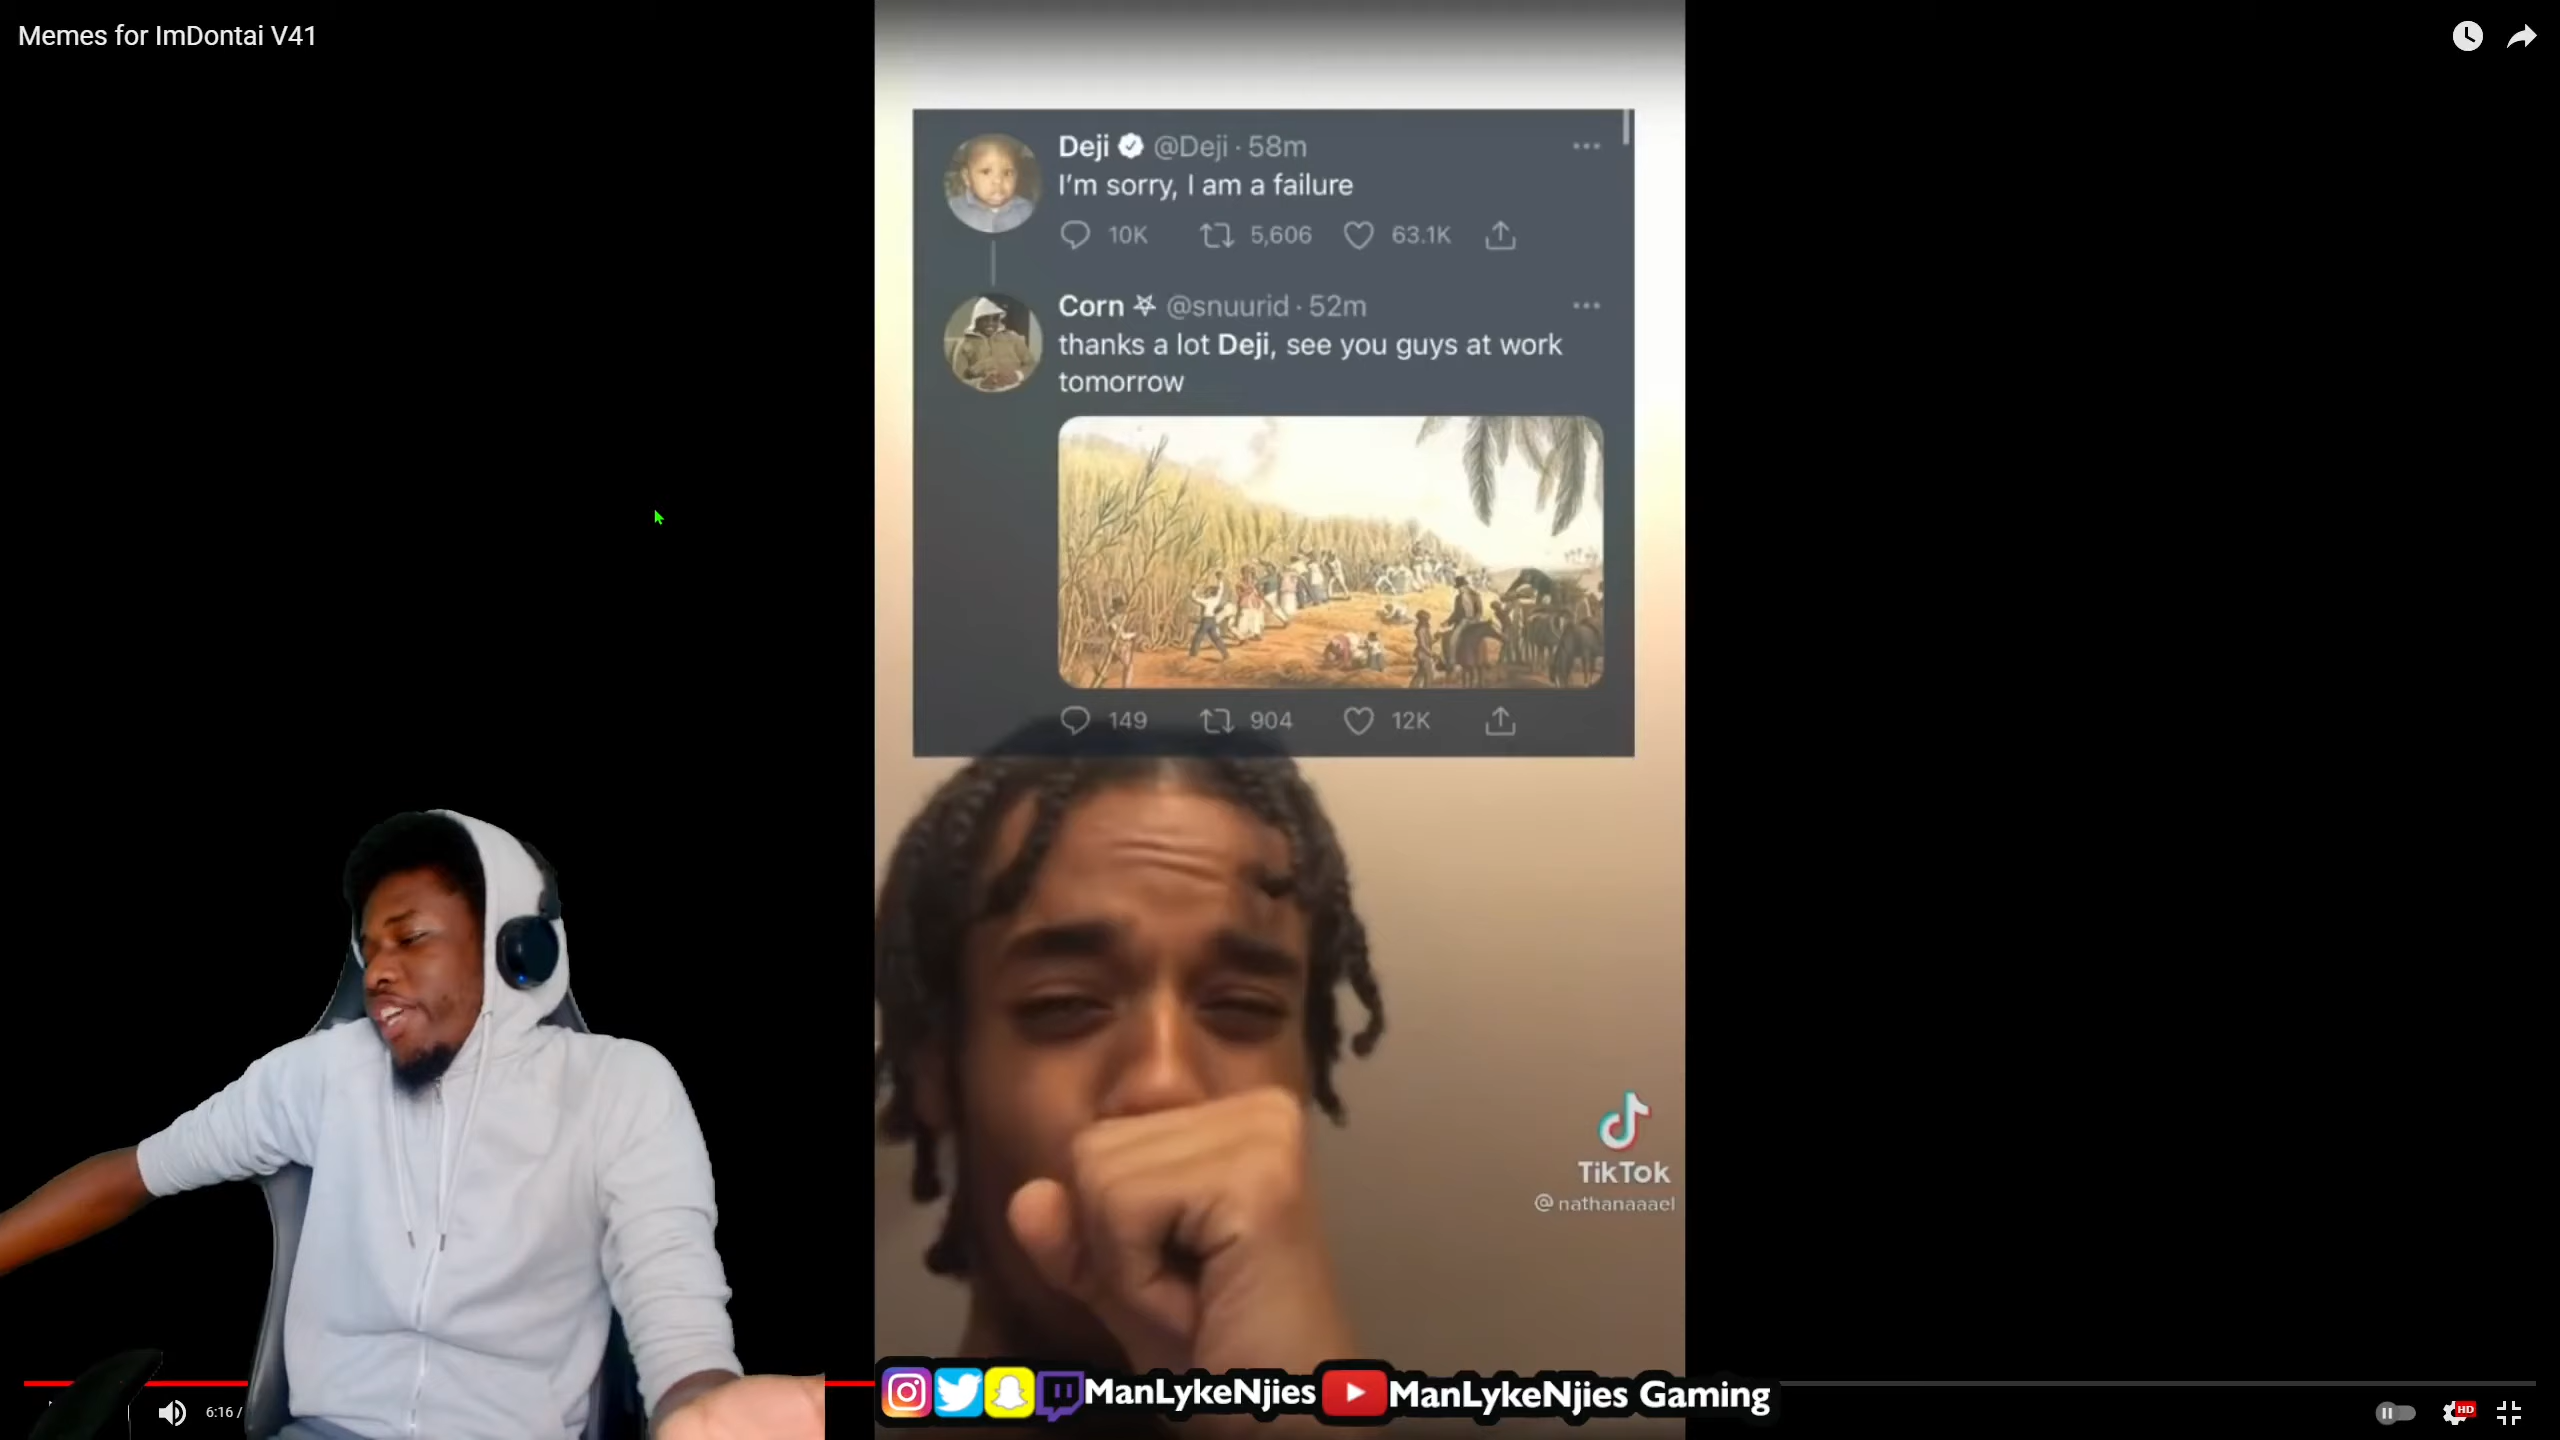 Memes for ImDontai V41
Deji @Deji · 58m
I'm sorry, I am a failure
10K 5,606 63.1K
Corn ⛧ @snuurid · 52m
thanks a lot Deji, see you guys at work
tomorrow
149 904 12K
TikTok
@nathanaaael
ManLykeNjies ManLykeNjies Gaming
6:16 /
HD